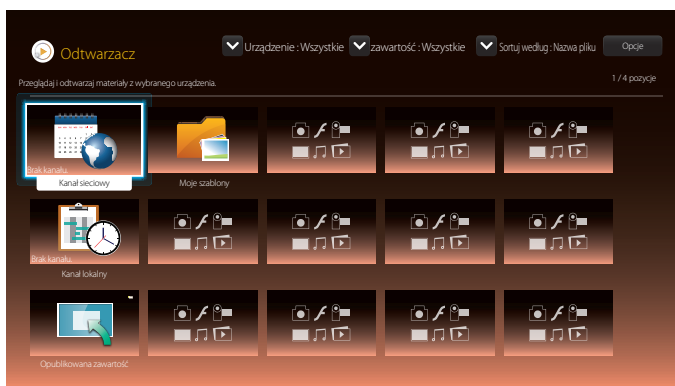 Odtwarzacz
Urządzenie : Wszystkie zawartość : Wszystkie Sortuj według : Nazwa pliku Opcje
Przeglądaj i odtwarzaj materiały z wybranego urządzenia.
1 / 4 pozycje
Brak kanału.
Kanał sieciowy Moje szablony
Brak kanału.
Kanał lokalny
Opublikowana zawartość